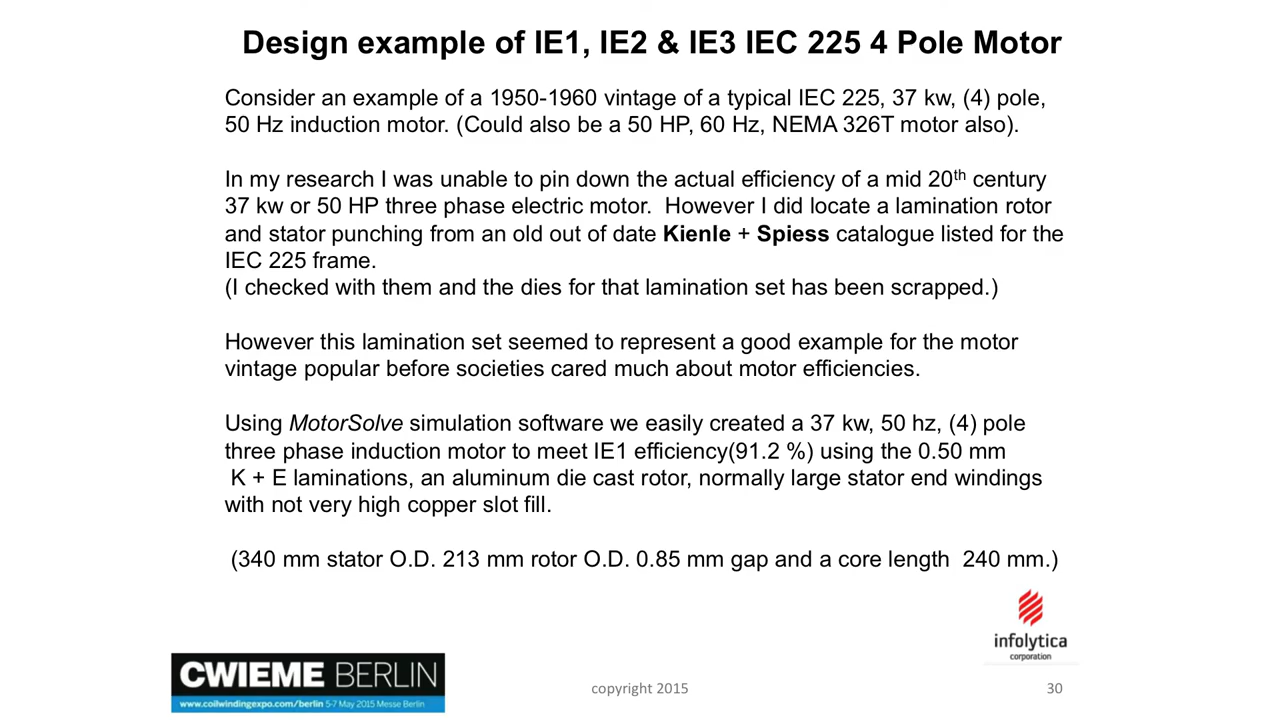 Design example of IE1, IE2 & IE3 IEC 225 4 Pole Motor
Consider an example of a 1950-1960 vintage of a typical IEC 225, 37 kw, (4) pole,
50 Hz induction motor. (Could also be a 50 HP, 60 Hz, NEMA 326T motor also).
In my research I was unable to pin down the actual efficiency of a mid 20th century
37 kw or 50 HP three phase electric motor. However I did locate a lamination rotor
and stator punching from an old out of date Kienle + Spiess catalogue listed for the
IEC 225 frame.
(I checked with them and the dies for that lamination set has been scrapped.)
However this lamination set seemed to represent a good example for the motor
vintage popular before societies cared much about motor efficiencies.
Using MotorSolve simulation software we easily created a 37 kw, 50 hz, (4) pole
three phase induction motor to meet IE1 efficiency(91.2 %) using the 0.50 mm
K + E laminations, an aluminum die cast rotor, normally large stator end windings
with not very high copper slot fill.
(340 mm stator O.D. 213 mm rotor O.D. 0.85 mm gap and a core length 240 mm.)
infolytica
corporation
CWIEME BERLIN
www.coilwindingexpo.com/berlin 5-7 May 2015 Messe Berlin
copyright 2015
30